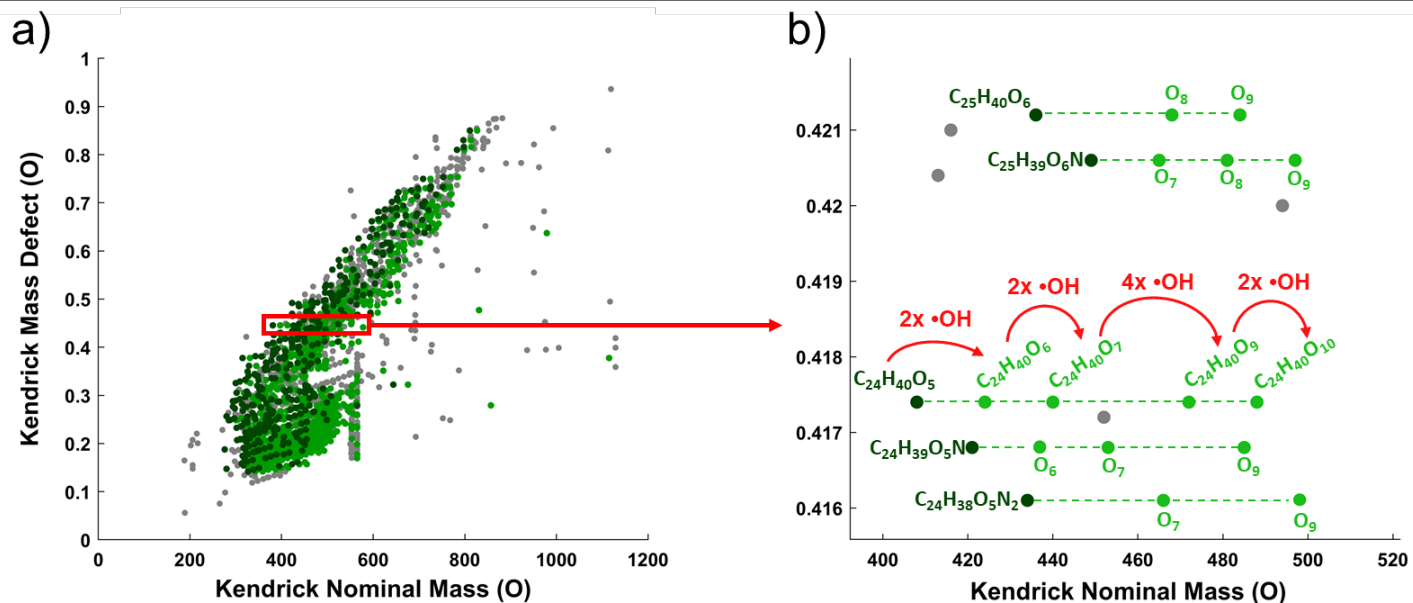 a)
Kendrick Mass Defect (O)
1
0.9
0.8
0.7
0.6
0.5
0.4
0.3
0.2
0.1
0
0 200 400 600 800 1000 1200
Kendrick Nominal Mass (O)
b)
0.421
0.42
0.419
0.418
0.417
0.416
C₂₅H₄₀O₆ O₈ O₉
C₂₅H₃₉O₆N O₇ O₈ O₉
2x •OH 2x •OH 4x •OH 2x •OH
C₂₄H₄₀O₅ C₂₄H₄₀O₆ C₂₄H₄₀O₇ C₂₄H₄₀O₉ C₂₄H₄₀O₁₀
C₂₄H₃₉O₅N O₆ O₇ O₉
C₂₄H₃₈O₅N₂ O₇ O₉
400 420 440 460 480 500 520
Kendrick Nominal Mass (O)